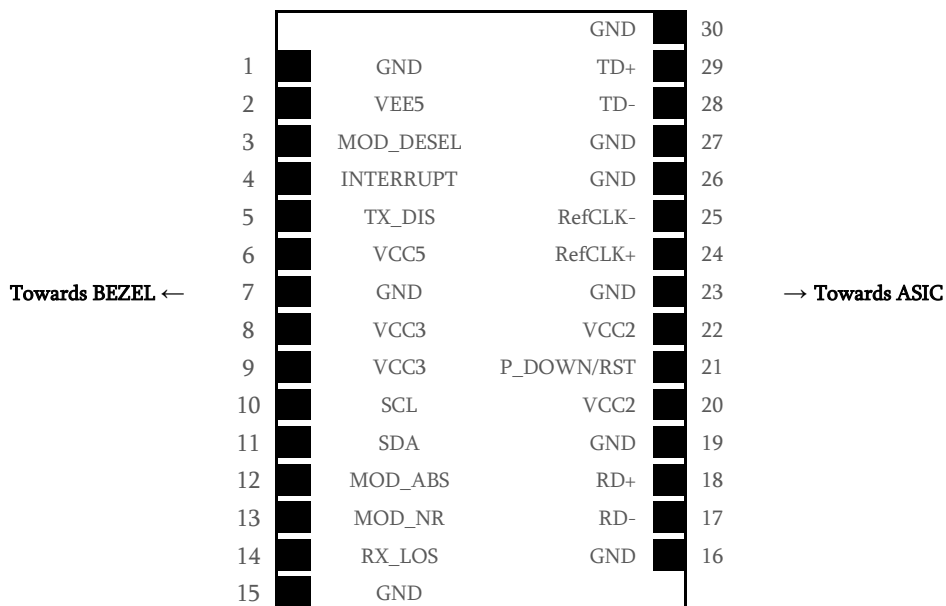 GND 30
1 GND TD+ 29
2 VEE5 TD- 28
3 MOD_DESEL GND 27
4 INTERRUPT GND 26
5 TX_DIS RefCLK- 25
6 VCC5 RefCLK+ 24
Towards BEZEL ← 7 GND GND 23 → Towards ASIC
8 VCC3 VCC2 22
9 VCC3 P_DOWN/RST 21
10 SCL VCC2 20
11 SDA GND 19
12 MOD_ABS RD+ 18
13 MOD_NR RD- 17
14 RX_LOS GND 16
15 GND